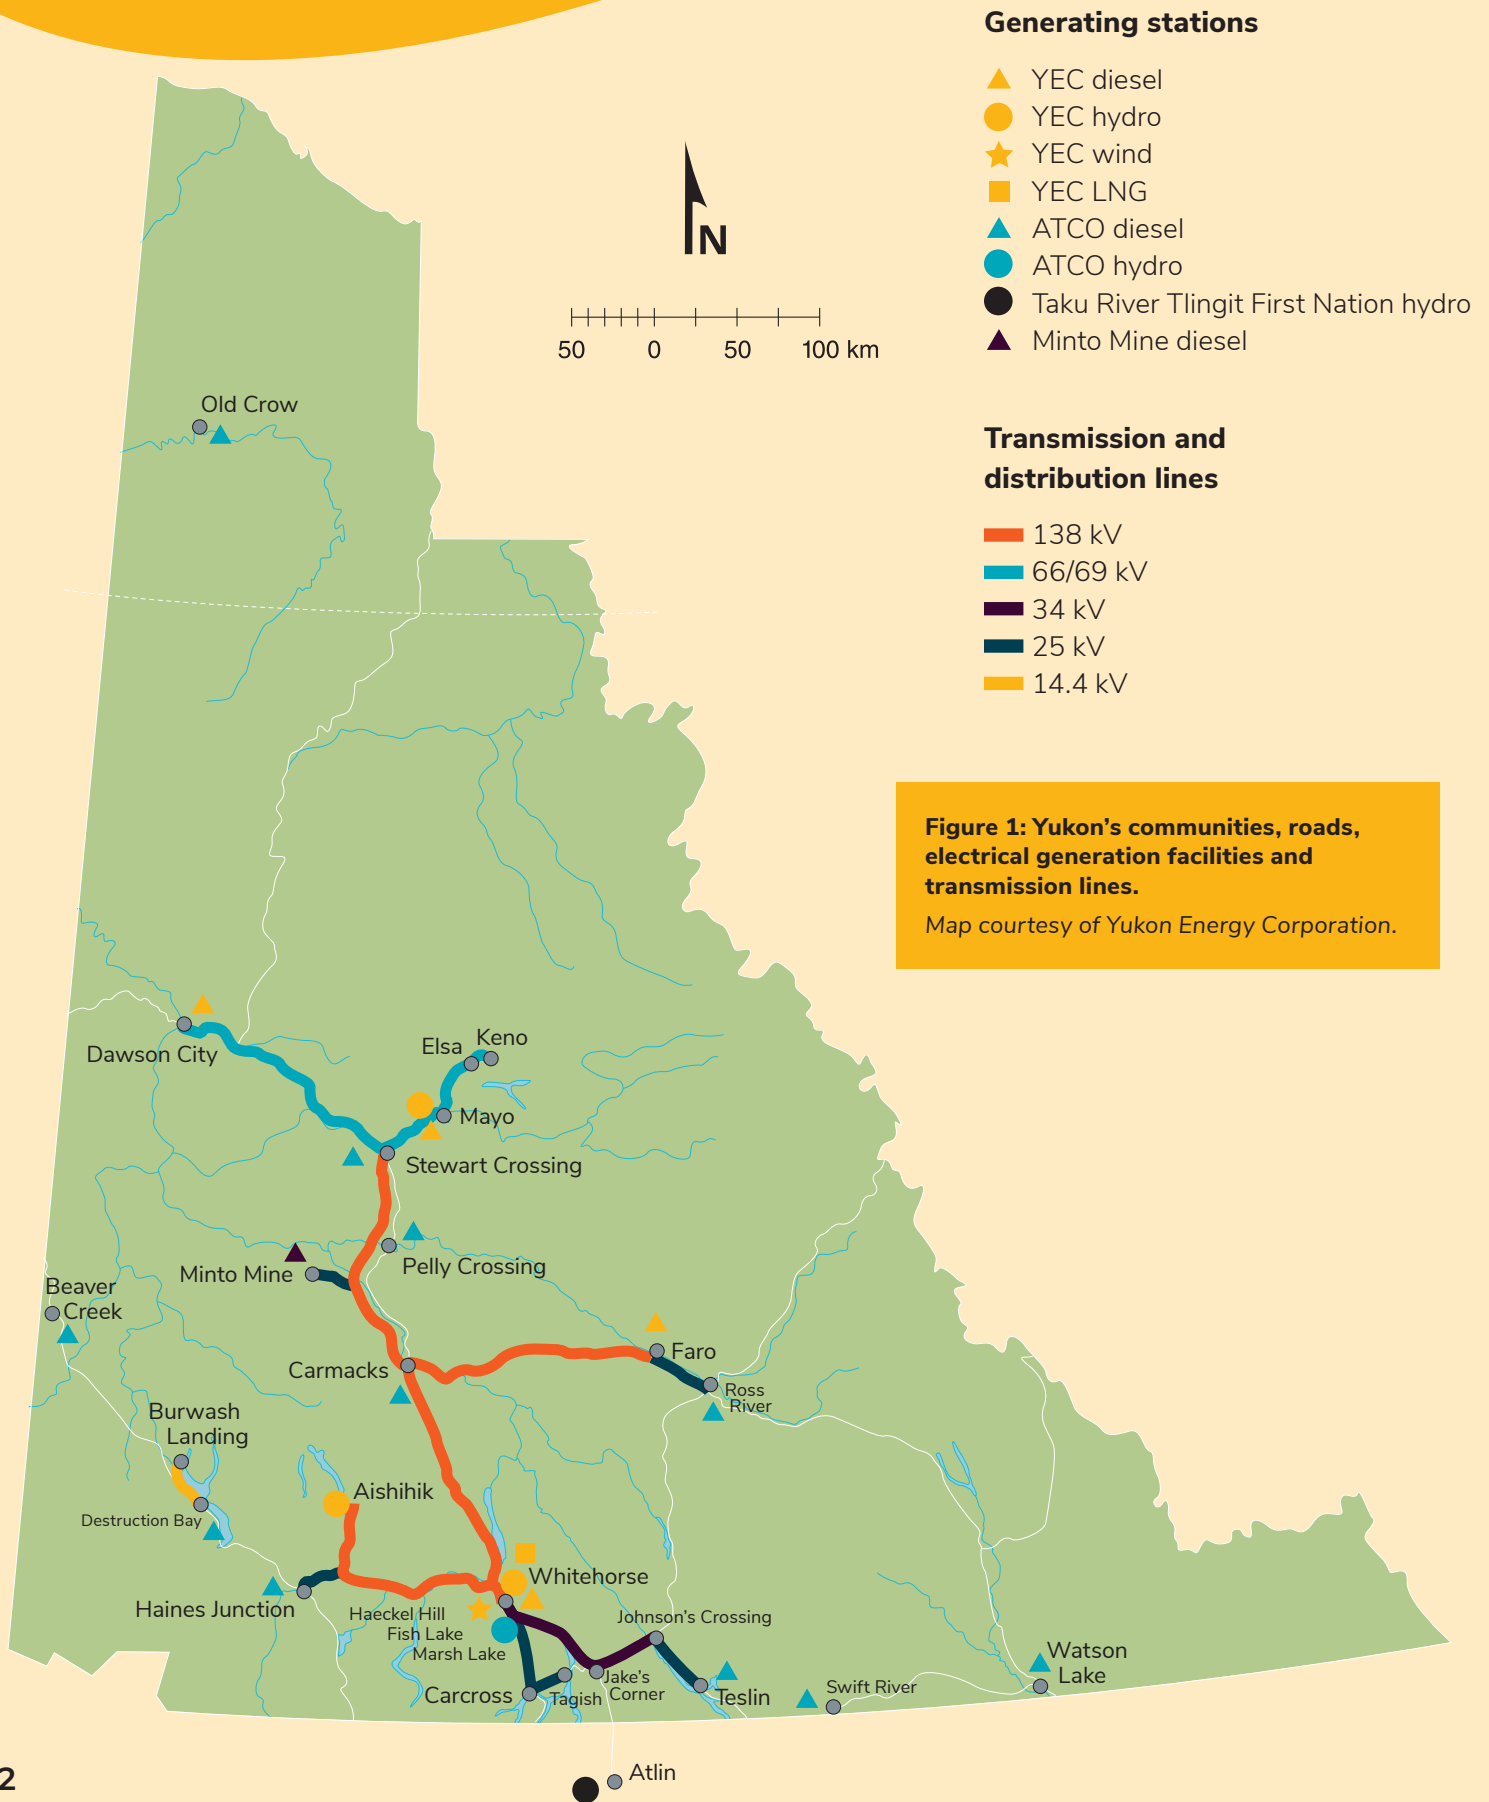 Generating stations
YEC diesel
YEC hydro
YEC wind
YEC LNG
ATCO diesel
ATCO hydro
Taku River Tlingit First Nation hydro
Minto Mine diesel
N
50 0 50 100 km
Transmission and
distribution lines
138 kV
66/69 kV
34 kV
25 kV
14.4 kV
Figure 1: Yukon’s communities, roads,
electrical generation facilities and
transmission lines.
Map courtesy of Yukon Energy Corporation.
Old Crow
Dawson City
Elsa
Keno
Mayo
Stewart Crossing
Pelly Crossing
Minto Mine
Beaver
Creek
Faro
Carmacks
Ross
River
Burwash
Landing
Aishihik
Destruction Bay
Whitehorse
Haines Junction
Haeckel Hill
Fish Lake
Marsh Lake
Johnson’s Crossing
Watson
Lake
Jake’s
Corner
Carcross
Tagish
Teslin
Swift River
Atlin
2